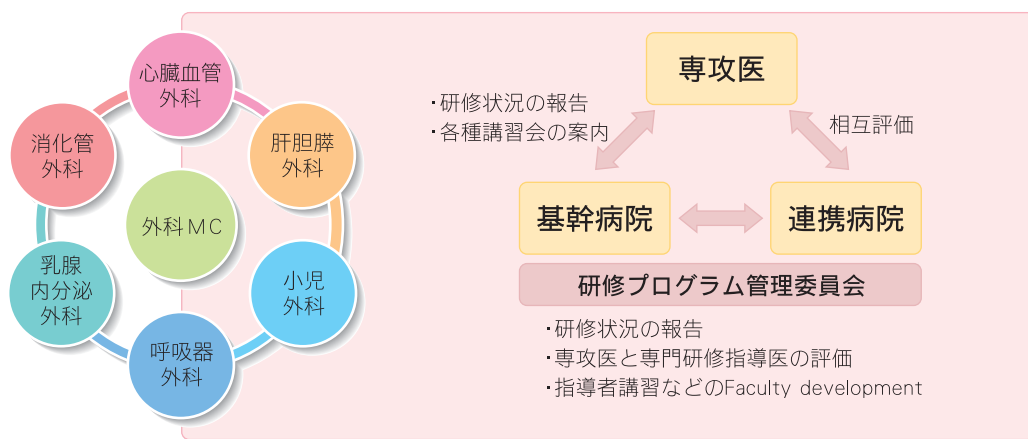 心臓血管
外科
消化管
外科
肝胆膵
外科
外科MC
乳腺
内分泌
外科
小児
外科
呼吸器
外科
専攻医
・研修状況の報告
・各種講習会の案内
相互評価
基幹病院
連携病院
研修プログラム管理委員会
・研修状況の報告
・専攻医と専門研修指導医の評価
・指導者講習などのFaculty development